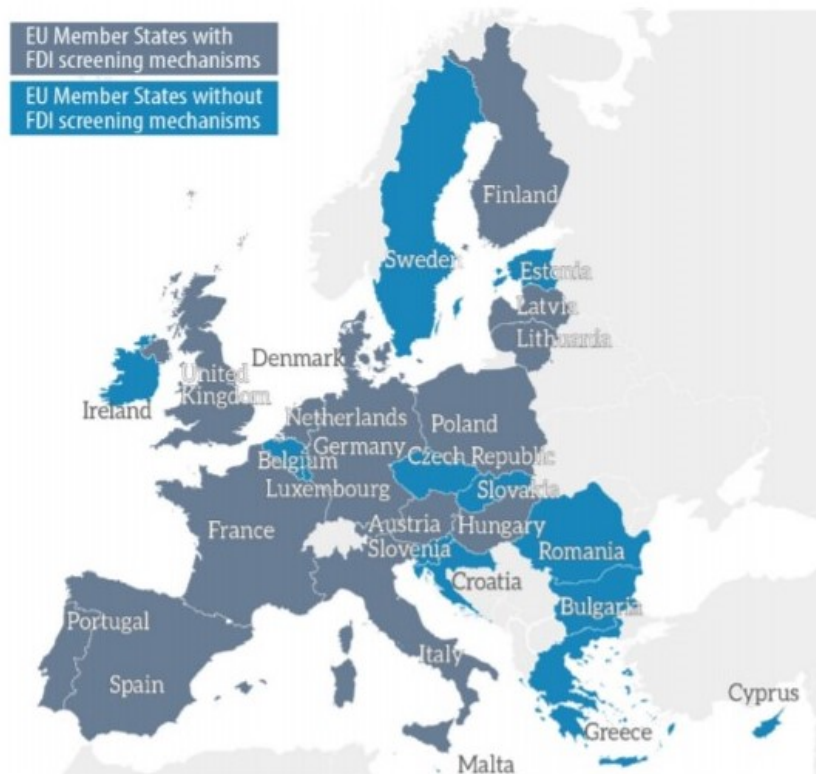 EU Member States with
FDI screening mechanisms
EU Member States without
FDI screening mechanisms
Finland
Sweden
Estonia
Latvia
Lithuania
Denmark
United
Kingdom
Ireland
Netherlands
Poland
Germany
Belgium
Czech Republic
Luxembourg
Slovakia
France
Austria
Hungary
Slovenia
Romania
Croatia
Bulgaria
Portugal
Italy
Spain
Cyprus
Greece
Malta